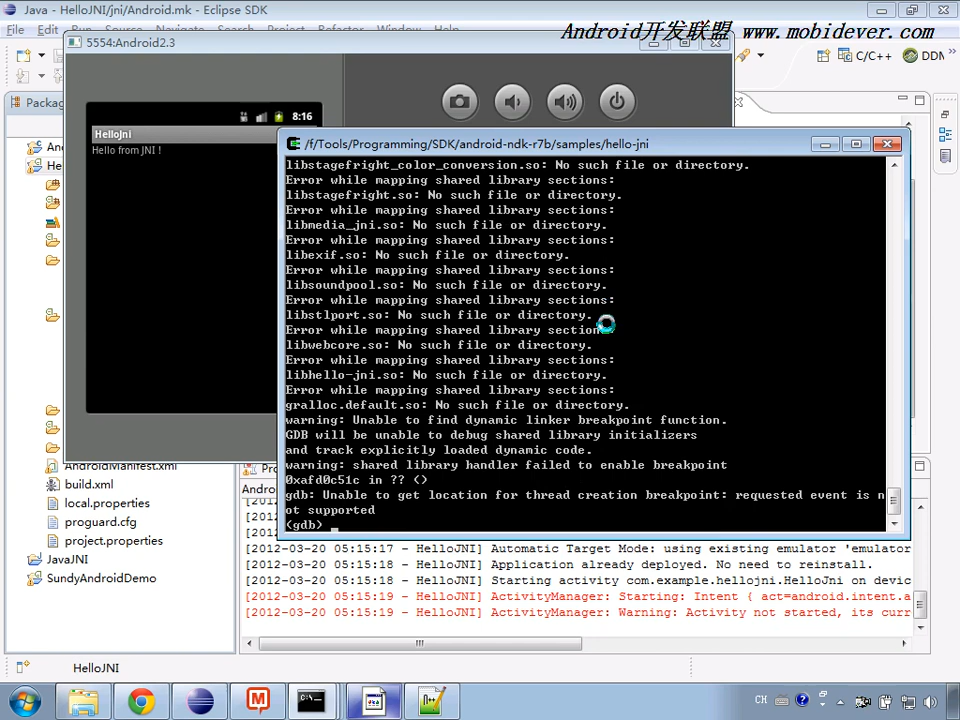 Java - HelloJNI/jni/Android.mk - Eclipse SDK
Android开发联盟 www.mobidever.com
File Edit Run Source Navigate Search Project Refactor Window Help
5554:Android2.3
C/C++ DDM
Packag
8:16
HelloJni
Hello from JNI !
/f/Tools/Programming/SDK/android-ndk-r7b/samples/hello-jni
An
He
libstagefright_color_conversion.so: No such file or directory.
Error while mapping shared library sections:
libstagefright.so: No such file or directory.
Error while mapping shared library sections:
libmedia_jni.so: No such file or directory.
Error while mapping shared library sections:
libexif.so: No such file or directory.
Error while mapping shared library sections:
libsoundpool.so: No such file or directory.
Error while mapping shared library sections:
libstlport.so: No such file or directory.
Error while mapping shared library sections:
libwebcore.so: No such file or directory.
Error while mapping shared library sections:
libhello-jni.so: No such file or directory.
Error while mapping shared library sections:
gralloc.default.so: No such file or directory.
warning: Unable to find dynamic linker breakpoint function.
GDB will be unable to debug shared library initializers
and track explicitly loaded dynamic code.
warning: shared library handler failed to enable breakpoint
0xafd0c51c in ?? ()
gdb: Unable to get location for thread creation breakpoint: requested event is n
ot supported
(gdb)
AndroidManifest.xml
build.xml
local.properties
proguard.cfg
project.properties
JavaJNI
SundyAndroidDemo
Pro
Andro
[2012-03-20 05:15:17 - HelloJNI] Automatic Target Mode: using existing emulator 'emulator
[2012-03-20 05:15:18 - HelloJNI] Application already deployed. No need to reinstall.
[2012-03-20 05:15:18 - HelloJNI] Starting activity com.example.hellojni.HelloJni on devic
[2012-03-20 05:15:19 - HelloJNI] ActivityManager: Starting: Intent { act=android.intent.a
[2012-03-20 05:15:19 - HelloJNI] ActivityManager: Warning: Activity not started, its curr
HelloJNI
CH